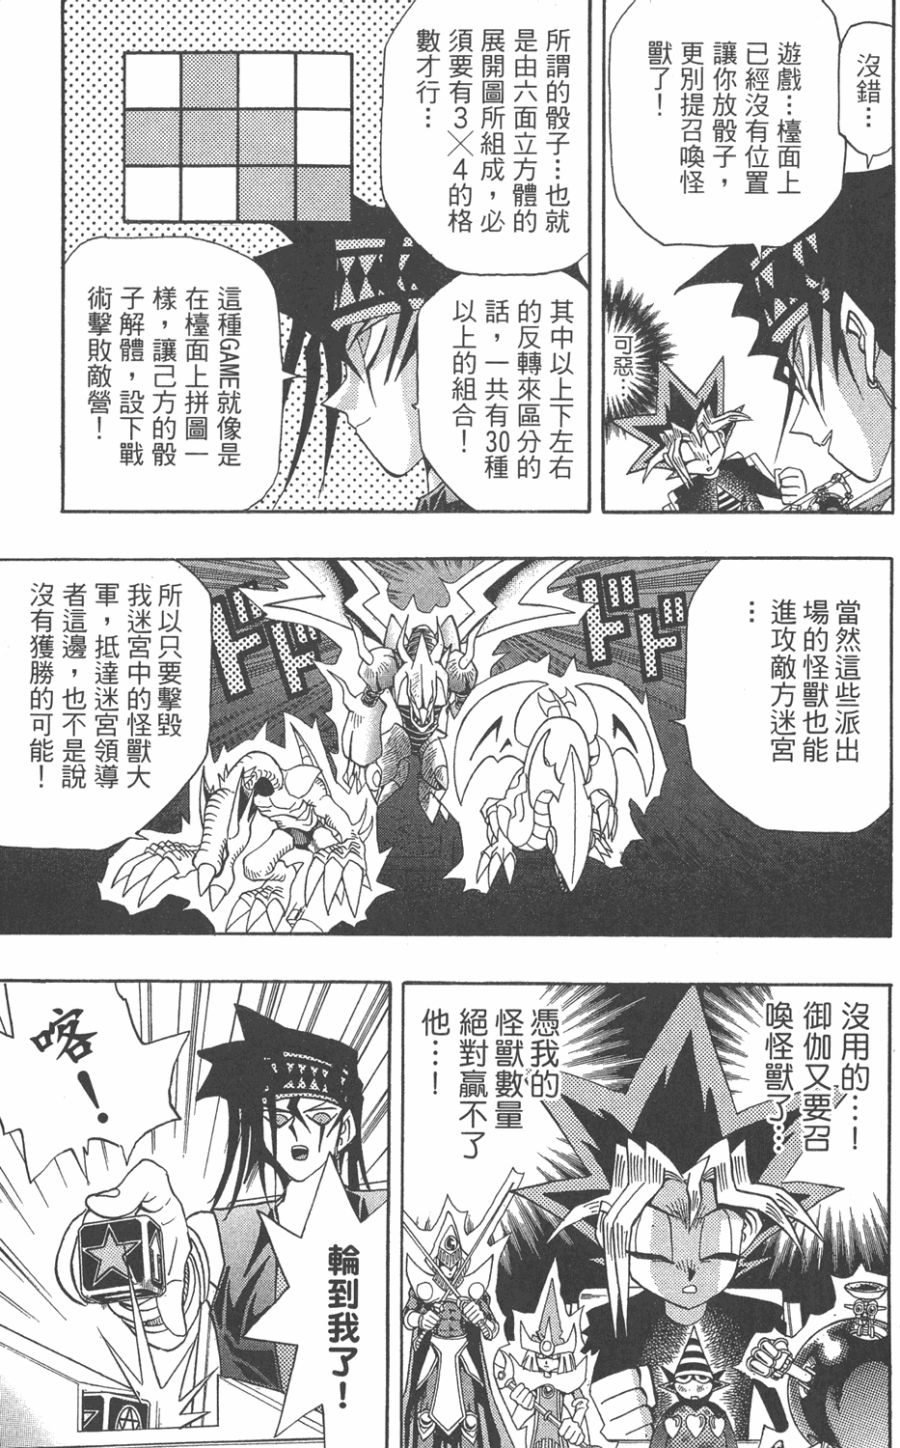 沒錯…
遊戲…檯面上
已經沒有位置
讓你放骰子，
更別提召喚怪
獸了！
可惡…
所謂的骰子…也就
是由六面立方體的
展開圖所組成，必
須要有3×4的格
數才行…
其中以上下左右
的反轉來區分的
話，一共有30種
以上的組合！
這種GAME就像是
在檯面上拼圖一
樣，讓己方的骰
子解體，設下戰
術擊敗敵營！
當然這些派出
場的怪獸也能
進攻敵方迷宮
…
ドドド
ドド
所以只要擊毀
我迷宮中的怪獸大
軍，抵達迷宮領導
者這邊，也不是說
沒有獲勝的可能！
沒用的…！
御伽又要召
喚怪獸了…
憑我的
怪獸數量
絕對贏不了
他…！
輪到我了！
喀！